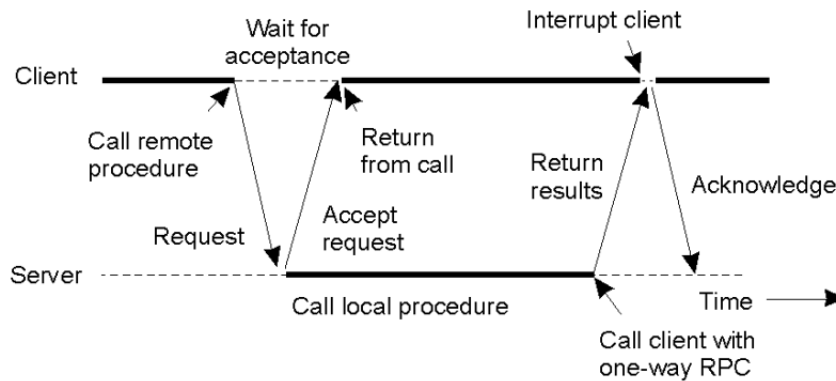 Interrupt client
Wait for
acceptance
Client
Call remote
procedure
Return
from call
Return
results
Acknowledge
Request
Accept
request
Server
Call local procedure
Time
Call client with
one-way RPC